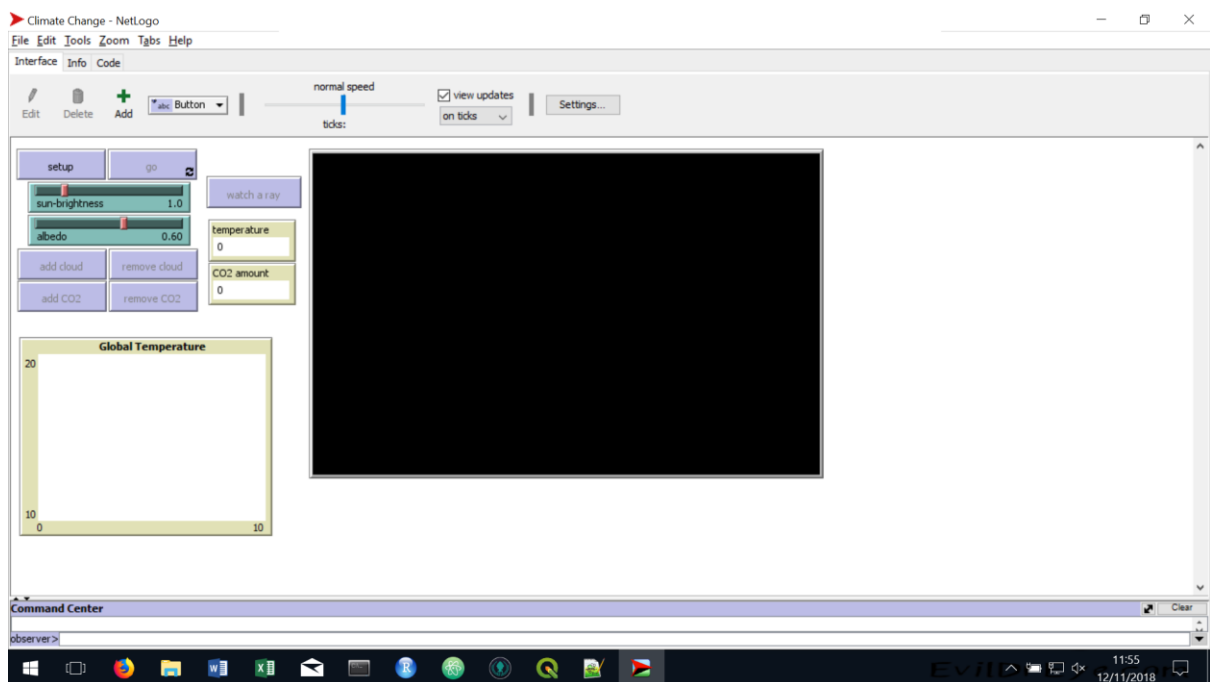 Climate Change - NetLogo
File Edit Tools Zoom Tabs Help
Interface Info Code
Edit Delete Add abc Button
normal speed
ticks:
view updates
on ticks
Settings...
setup go
sun-brightness 1.0
albedo 0.60
watch a ray
temperature
0
add cloud remove cloud
CO2 amount
0
add CO2 remove CO2
Global Temperature
20
10
0 10
Command Center Clear
observer>
11:55
12/11/2018